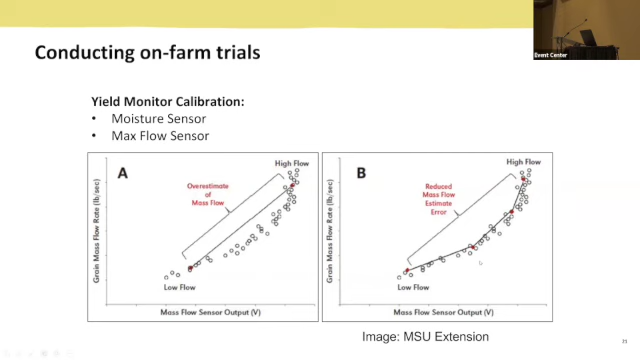 Conducting on-farm trials
Event Center
Yield Monitor Calibration:
• Moisture Sensor
• Max Flow Sensor
A
High Flow
Overestimate
of
Mass Flow
Low Flow
Grain Mass Flow Rate (lb/sec)
Mass Flow Sensor Output (V)
B
High Flow
Reduced
Mass Flow
Estimate
Error
Low Flow
Grain Mass Flow Rate (lb/sec)
Mass Flow Sensor Output (V)
Image: MSU Extension
21